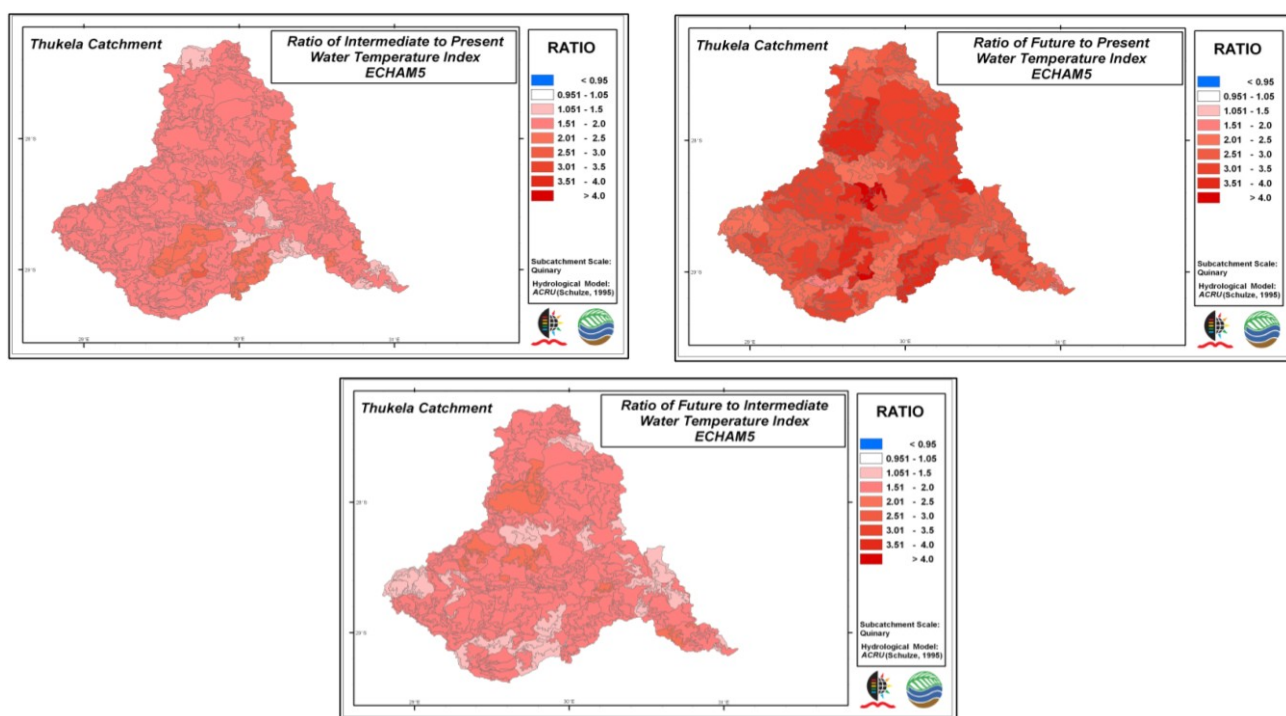 Thukela Catchment
Ratio of Intermediate to Present
Water Temperature Index
ECHAM5
RATIO
< 0.95
0.951 - 1.05
1.051 - 1.5
1.51 - 2.0
2.01 - 2.5
2.51 - 3.0
3.01 - 3.5
3.51 - 4.0
> 4.0
Subcatchment Scale:
Quinary
Hydrological Model:
ACRU (Schulze, 1995)
Thukela Catchment
Ratio of Future to Present
Water Temperature Index
ECHAM5
RATIO
< 0.95
0.951 - 1.05
1.051 - 1.5
1.51 - 2.0
2.01 - 2.5
2.51 - 3.0
3.01 - 3.5
3.51 - 4.0
> 4.0
Subcatchment Scale:
Quinary
Hydrological Model:
ACRU (Schulze, 1995)
Thukela Catchment
Ratio of Future to Intermediate
Water Temperature Index
ECHAM5
RATIO
< 0.95
0.951 - 1.05
1.051 - 1.5
1.51 - 2.0
2.01 - 2.5
2.51 - 3.0
3.01 - 3.5
3.51 - 4.0
> 4.0
Subcatchment Scale:
Quinary
Hydrological Model:
ACRU (Schulze, 1995)